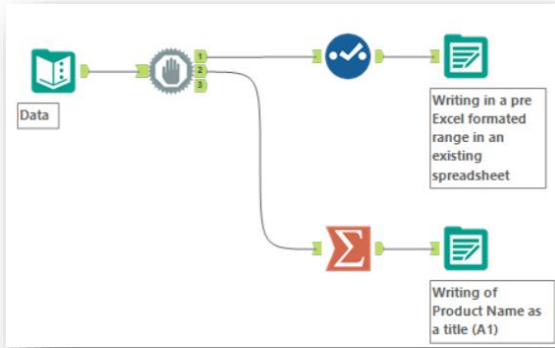 1
2
3
Data
Writing in a pre
Excel formated
range in an
existing
spreadsheet
Σ
Writing of
Product Name as
a title (A1)